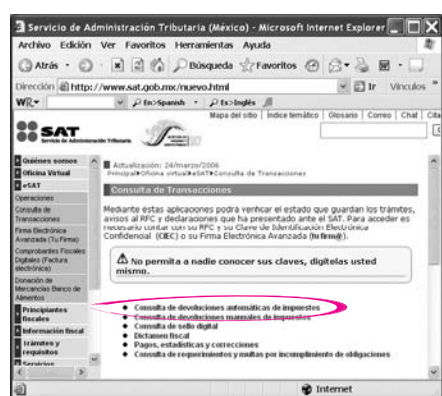 Servicio de Administración Tributaria (México) - Microsoft Internet Explorer
Archivo Edición Ver Favoritos Herramientas Ayuda
Atrás Búsqueda Favoritos
Dirección http://www.sat.gob.mx/nuevo.html Ir Vínculos »
WR En>Spanish Es>Inglés
Mapa del sitio | Índice temático | Glosario | Correo | Chat | Cita
SAT
Servicio de Administración Tributaria
Quiénes somos
Oficina Virtual
eSAT
Operaciones
Consulta de
Transacciones
Firma Electrónica
Avanzada (Tu Firma)
Comprobantes Fiscales
Digitales (Factura
electrónica)
Donación de
Mercancías Banco de
Alimentos
Principiantes
fiscales
Información fiscal
Trámites y
requisitos
Servicios
Actualización: 24/marzo/2006
Principal Oficina virtual eSAT Consulta de Transacciones
Consulta de Transacciones
Mediante estas aplicaciones podrá verificar el estado que guardan los trámites,
avisos al RFC y declaraciones que ha presentado ante el SAT. Para acceder es
necesario contar con su RFC y su Clave de Identificación Electrónica
Confidencial (CIEC) o su Firma Electrónica Avanzada (tu firm@).
No permita a nadie conocer sus claves, digítelas usted
mismo.
Consulta de devoluciones automáticas de impuestos
Consulta de devoluciones manuales de impuestos
Consulta de sello digital
Dictamen fiscal
Pagos, estadísticas y correcciones
Consulta de requerimientos y multas por incumplimiento de obligaciones
Internet